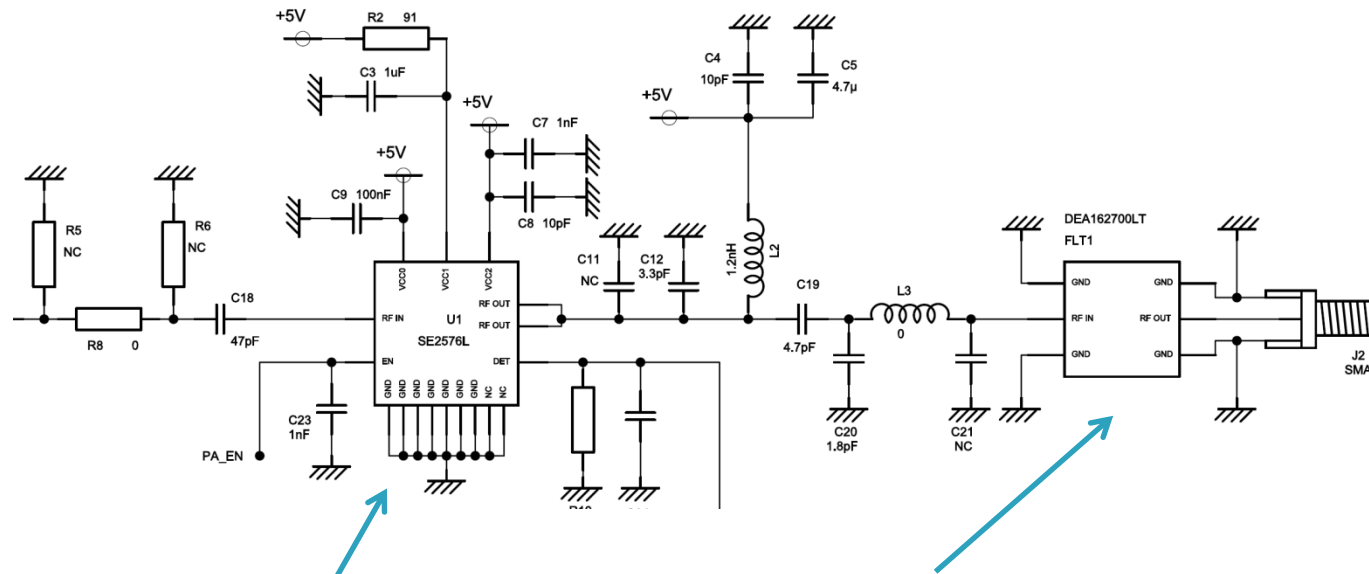 +5V
R2 91
C3 1uF
+5V
C7 1nF
C8 10pF
+5V
C9 100nF
C4
10pF
C5
4.7µ
+5V
R5
NC
R6
NC
R8 0
C18
47pF
VCC0
VCC1
VCC2
RF IN
EN
U1
SE2576L
RF OUT
RF OUT
DET
GND
GND
GND
GND
GND
GND
GND
NC
NC
C23
1nF
PA_EN
C11
NC
C12
3.3pF
1.2nH
L2
C19
4.7pF
L3
0
C20
1.8pF
C21
NC
DEA162700LT
FLT1
GND
RF IN
GND
GND
RF OUT
GND
J2
SMA